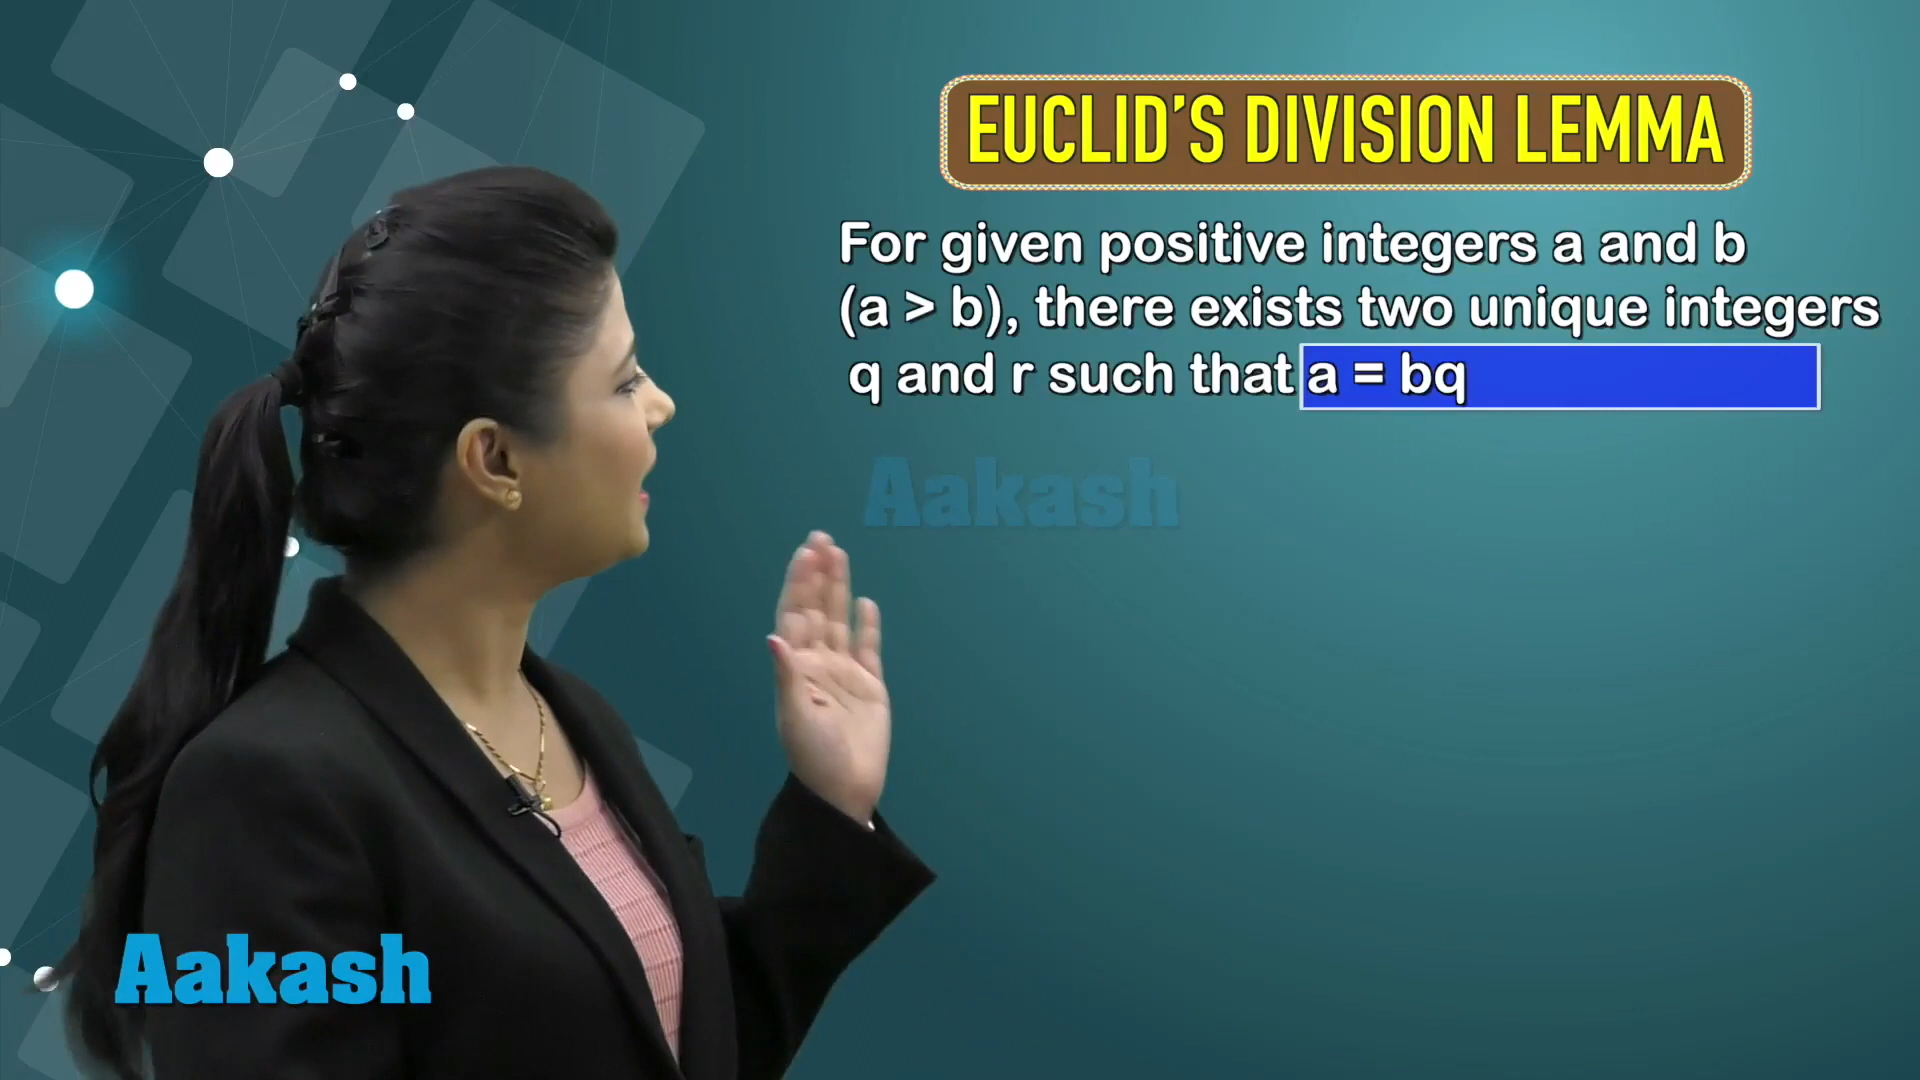 EUCLID’S DIVISION LEMMA
For given positive integers a and b
(a > b), there exists two unique integers
q and r such that a = bq
Aakash
Aakash